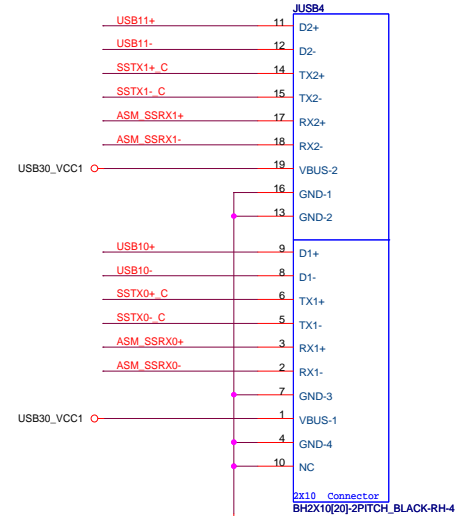 JUSB4
USB11+ 11 D2+
USB11- 12 D2-
SSTX1+_C 14 TX2+
SSTX1-_C 15 TX2-
ASM_SSRX1+ 17 RX2+
ASM_SSRX1- 18 RX2-
USB30_VCC1 19 VBUS-2
16 GND-1
13 GND-2
USB10+ 9 D1+
USB10- 8 D1-
SSTX0+_C 6 TX1+
SSTX0-_C 5 TX1-
ASM_SSRX0+ 3 RX1+
ASM_SSRX0- 2 RX1-
7 GND-3
USB30_VCC1 1 VBUS-1
4 GND-4
10 NC
2X10 Connector
BH2X10[20]-2PITCH_BLACK-RH-4